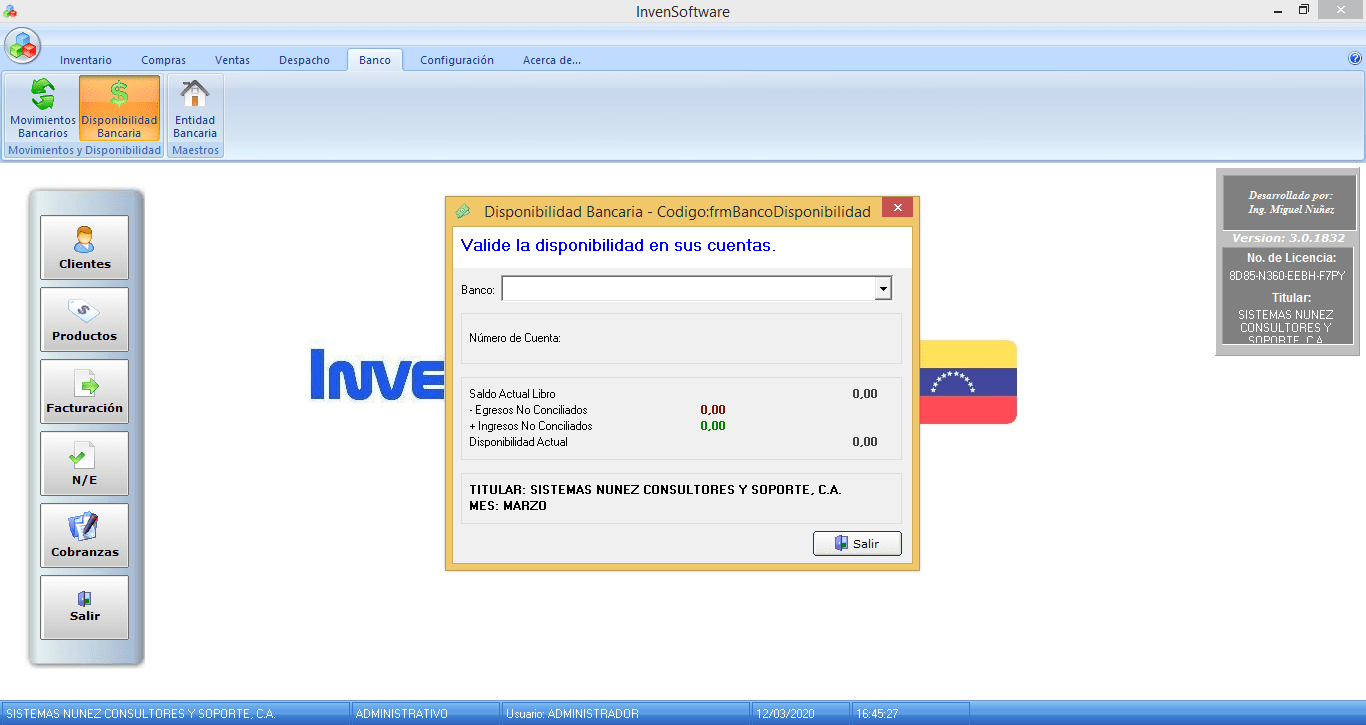 InvenSoftware
Inventario
Compras
Ventas
Despacho
Banco
Configuración
Acerca de...
Movimientos
Bancarios
Disponibilidad
Bancaria
Entidad
Bancaria
Movimientos y Disponibilidad
Maestros
Clientes
Productos
Facturación
N/E
Cobranzas
Salir
INVE
Disponibilidad Bancaria - Codigo:frmBancoDisponibilidad
Valide la disponibilidad en sus cuentas.
Banco:
Número de Cuenta:
Saldo Actual Libro 0,00
- Egresos No Conciliados 0,00
+ Ingresos No Conciliados 0,00
Disponibilidad Actual 0,00
TITULAR: SISTEMAS NUNEZ CONSULTORES Y SOPORTE, C.A.
MES: MARZO
Salir
Desarrollado por:
Ing. Miguel Nuñez
Version: 3.0.1832
No. de Licencia:
8D85-N360-EEBH-F7PY
Titular:
SISTEMAS NUNEZ
CONSULTORES Y
SOPORTE, C.A.
SISTEMAS NUNEZ CONSULTORES Y SOPORTE, C.A.
ADMINISTRATIVO
Usuario: ADMINISTRADOR
12/03/2020
16:45:27